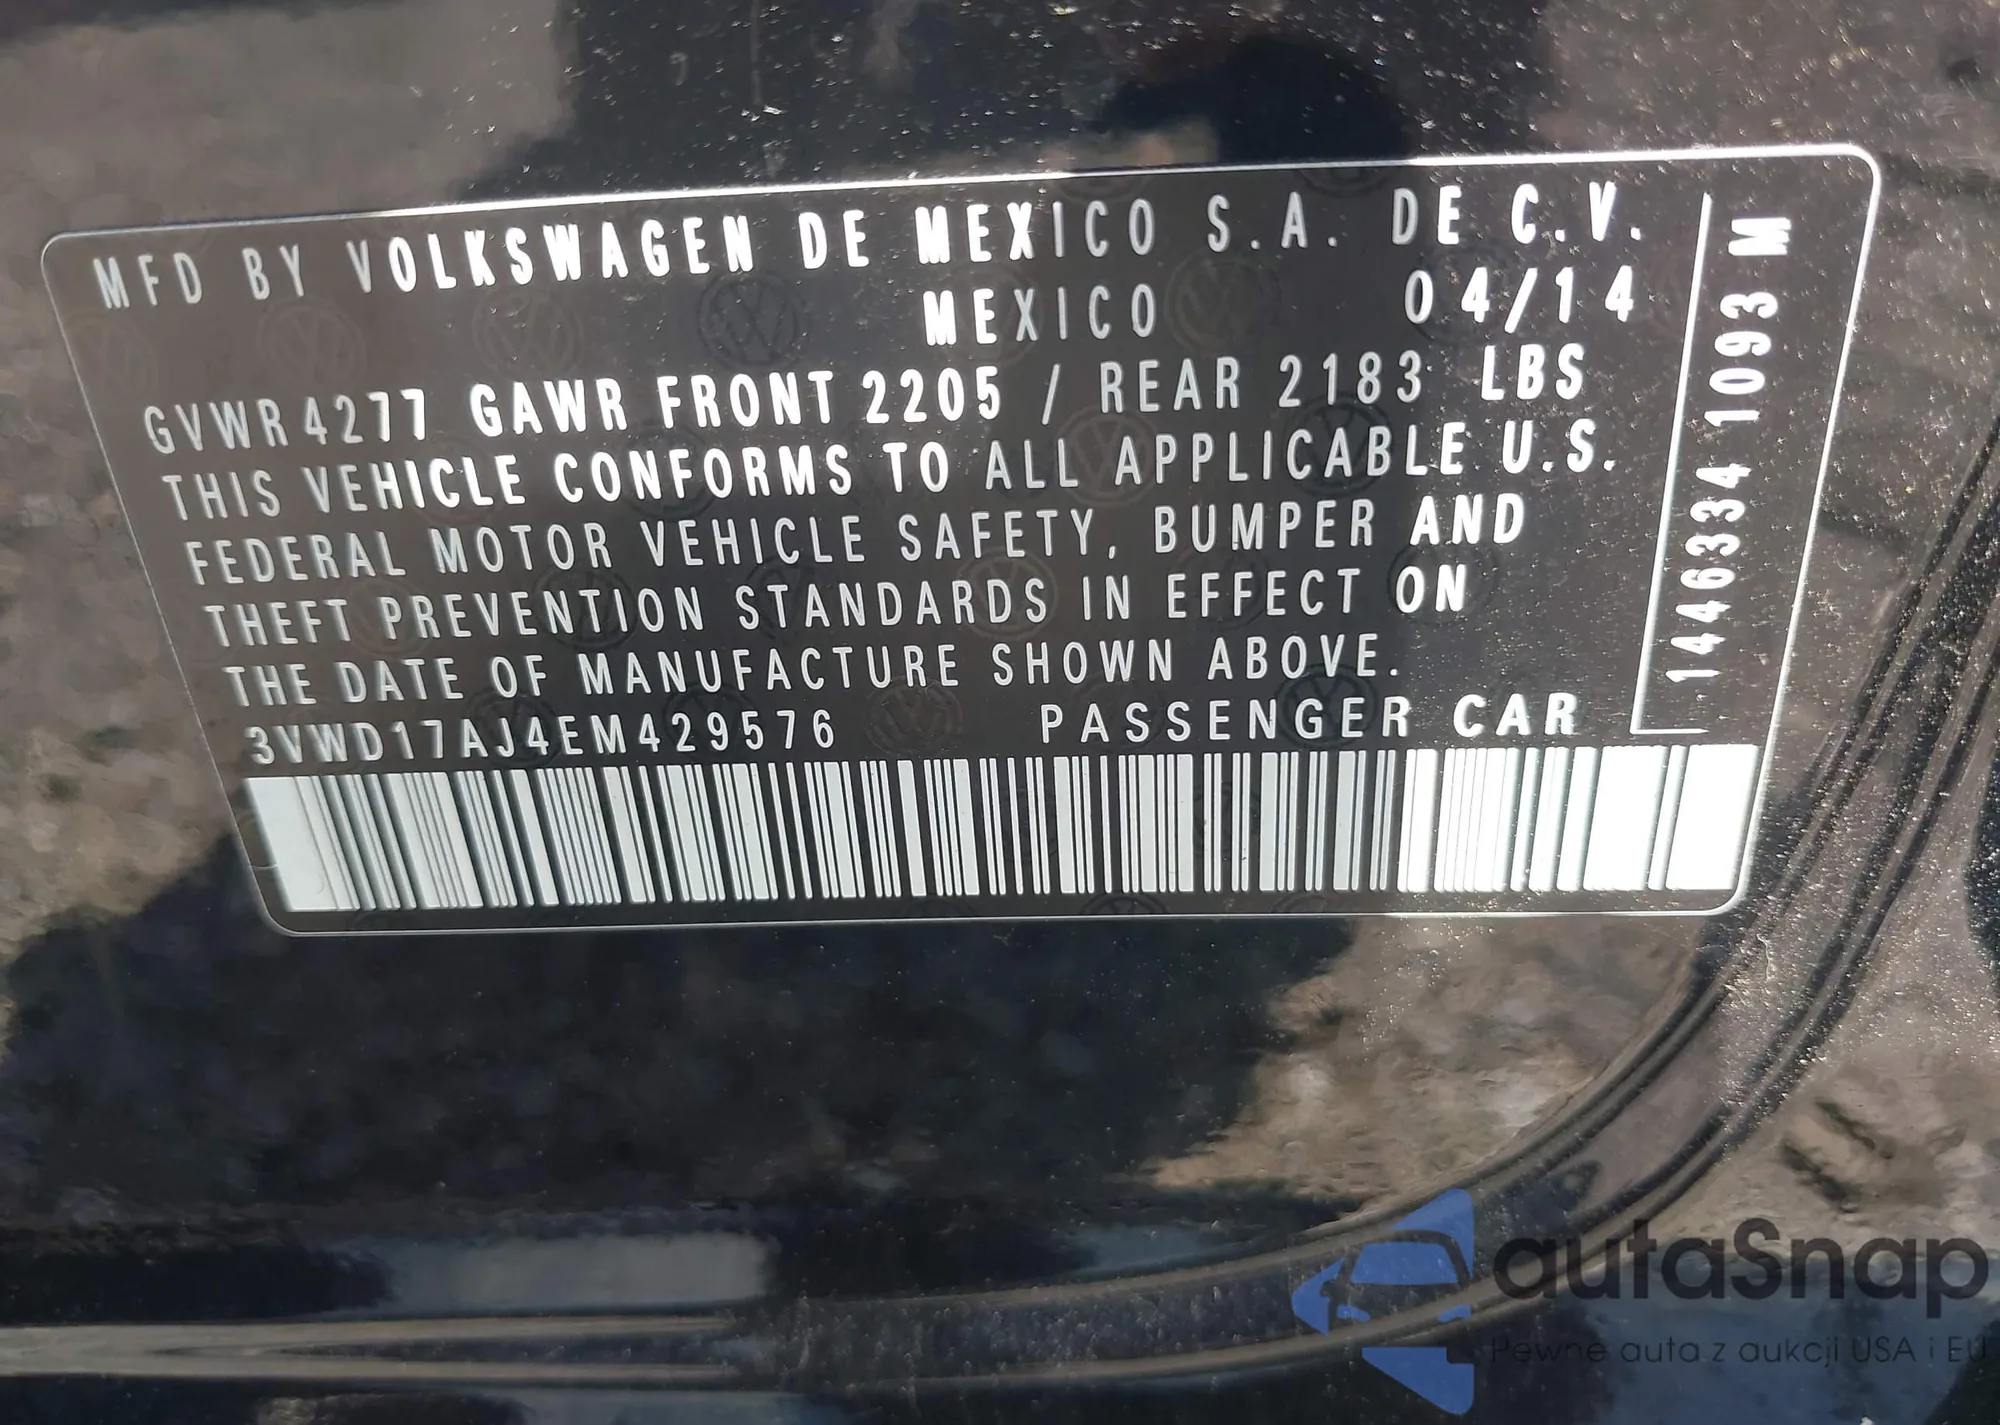 MFD BY VOLKSWAGEN DE MEXICO S.A. DE C.V.
MEXICO 04/14
GVWR 4277 GAWR FRONT 2205 / REAR 2183 LBS
THIS VEHICLE CONFORMS TO ALL APPLICABLE U.S.
FEDERAL MOTOR VEHICLE SAFETY, BUMPER AND
THEFT PREVENTION STANDARDS IN EFFECT ON
THE DATE OF MANUFACTURE SHOWN ABOVE.
3VWD17AJ4EM429576 PASSENGER CAR
1446334 1093 M
autaSnap
Pewne auta z aukcji USA i EU